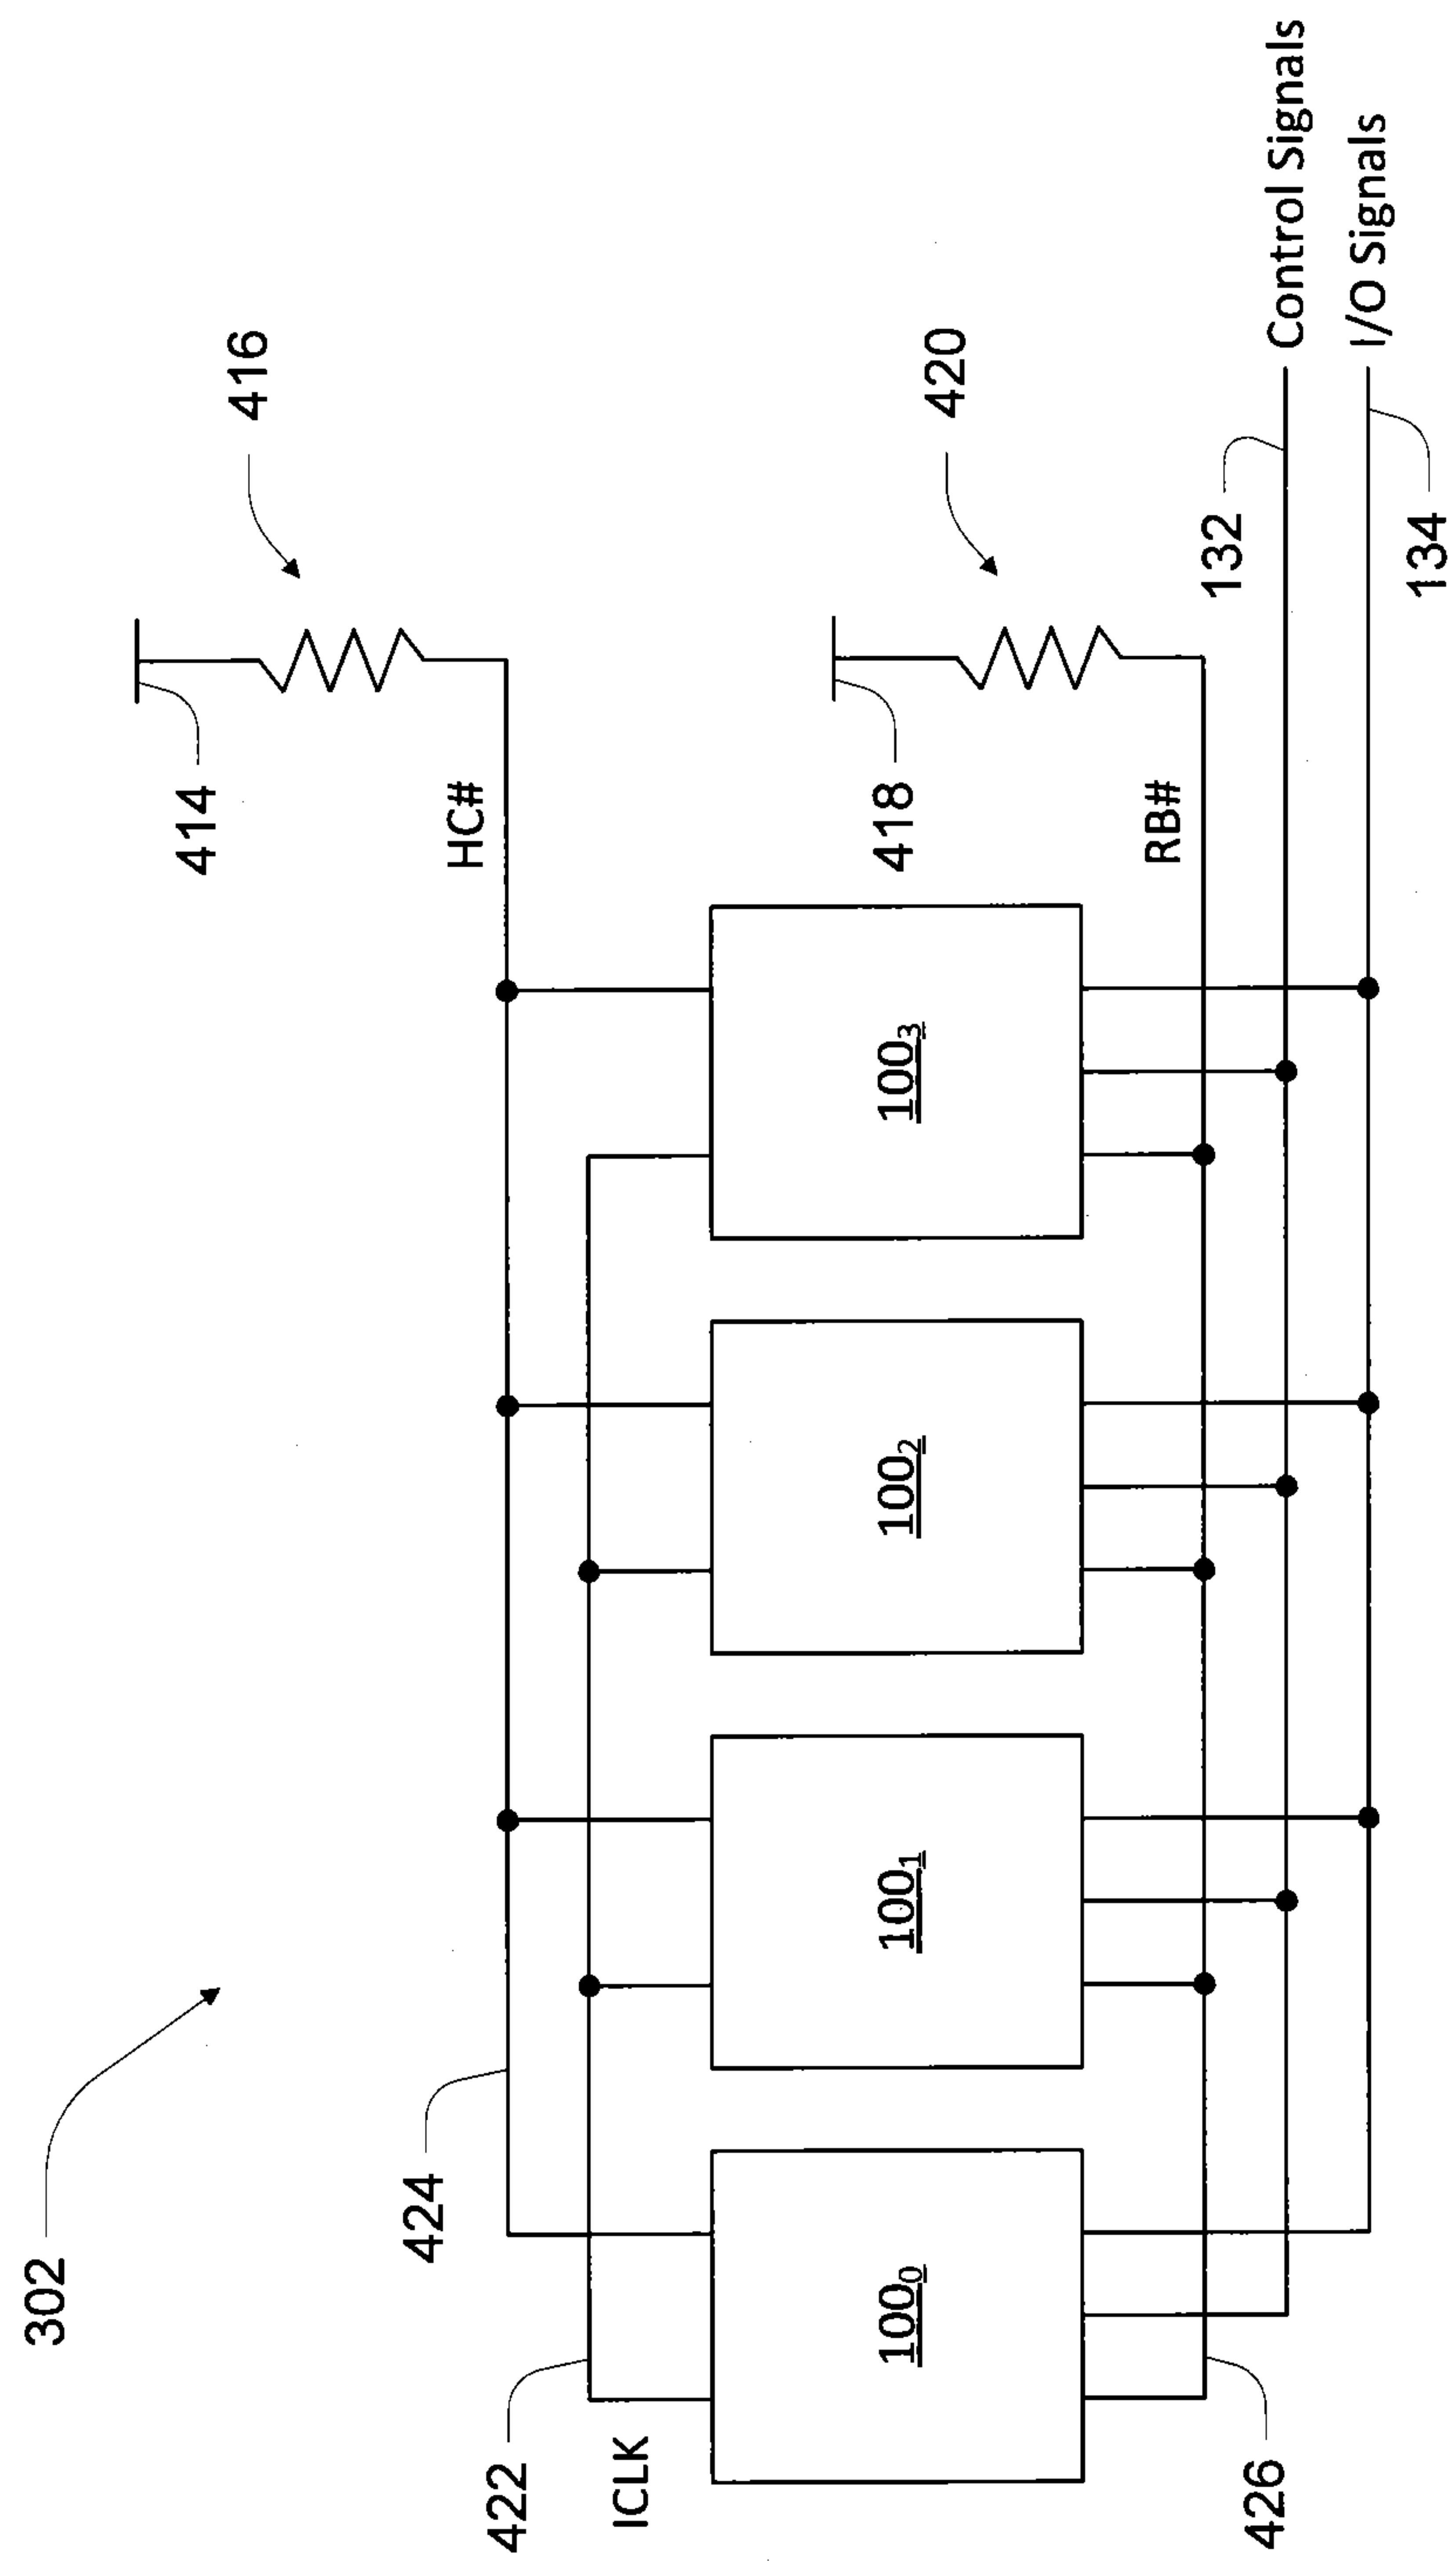 302
416
414
HC#
424
422
ICLK
100₀
100₁
100₂
100₃
420
418
RB#
426
132
Control Signals
I/O Signals
134